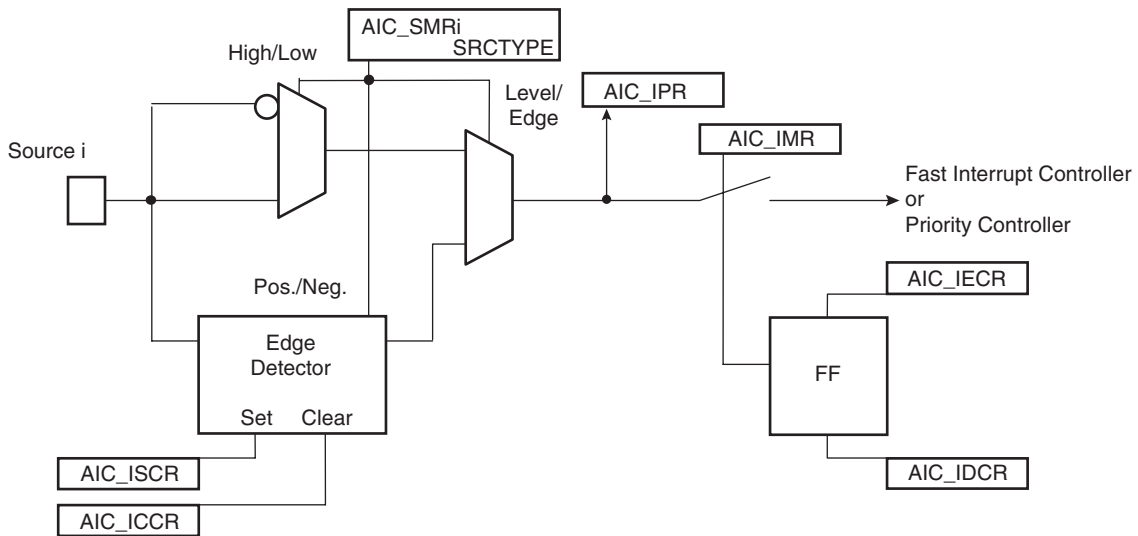 AIC_SMRi
SRCTYPE
High/Low
Level/
Edge
AIC_IPR
AIC_IMR
Source i
Fast Interrupt Controller
or
Priority Controller
Pos./Neg.
AIC_IECR
Edge
Detector
FF
Set Clear
AIC_ISCR
AIC_IDCR
AIC_ICCR